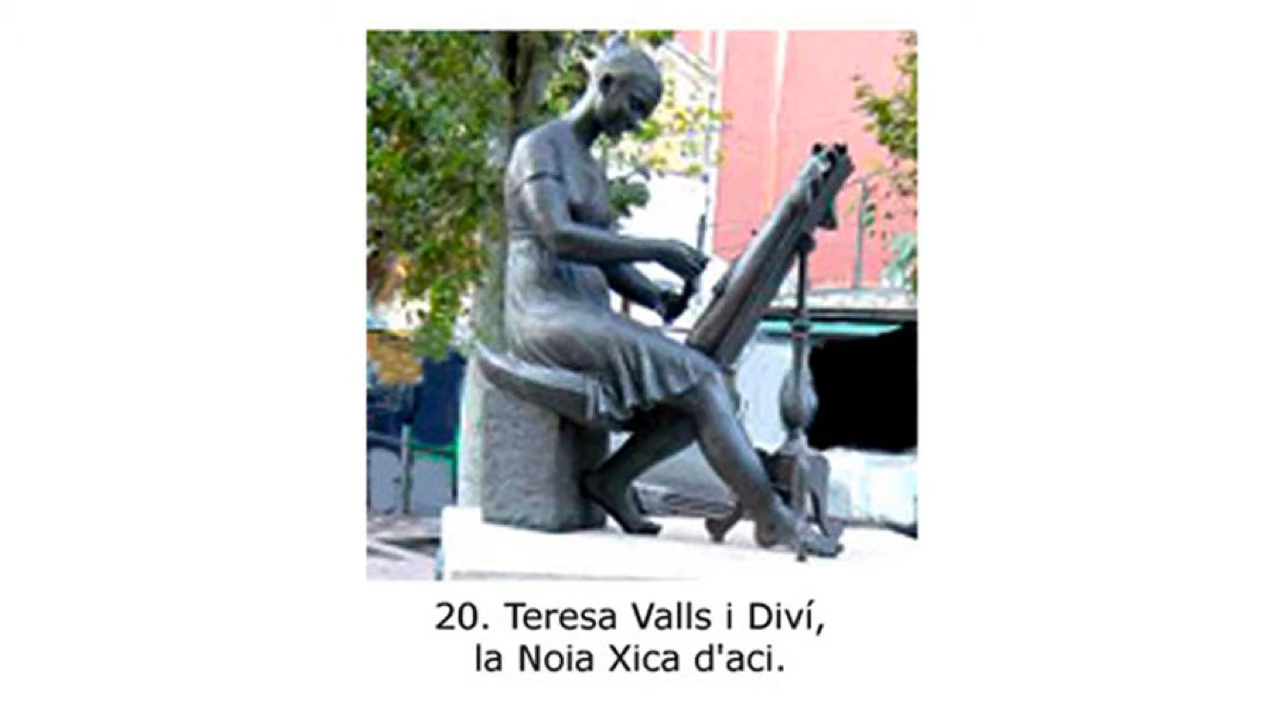 20. Teresa Valls i Diví,
la Noia Xica d'aci.